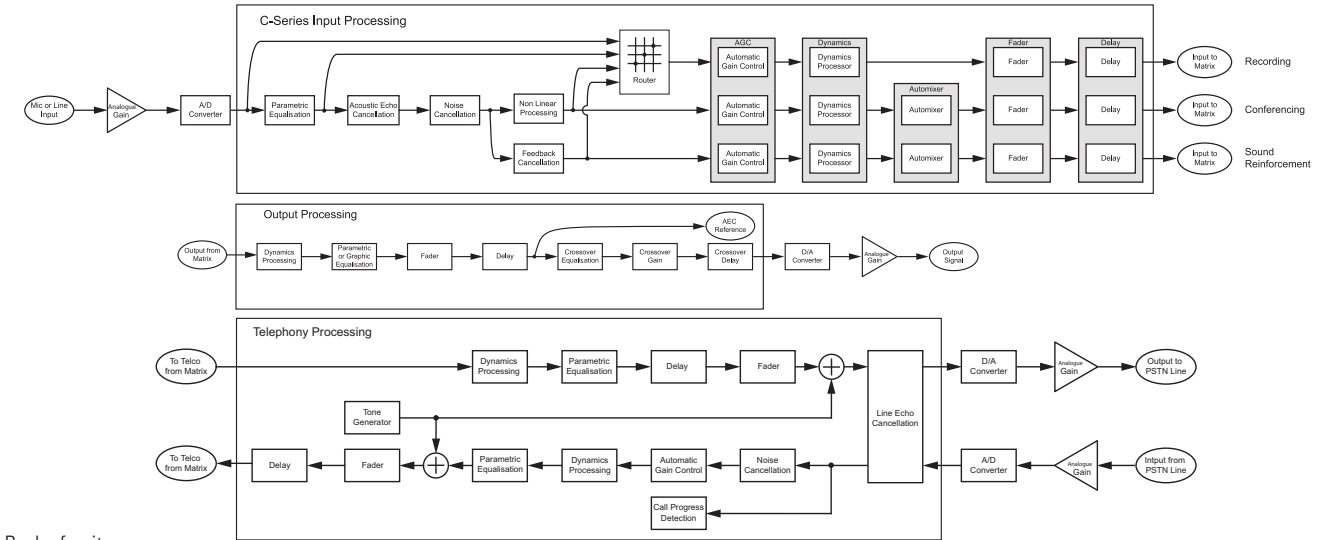 C-Series Input Processing
Mic or Line
Input
Analogue
Gain
A/D
Converter
Parametric
Equalisation
Acoustic Echo
Cancellation
Noise
Cancellation
Non Linear
Processing
Feedback
Cancellation
Router
AGC
Automatic
Gain Control
Automatic
Gain Control
Automatic
Gain Control
Dynamics
Dynamics
Processor
Dynamics
Processor
Dynamics
Processor
Automixer
Automixer
Automixer
Fader
Fader
Fader
Fader
Delay
Delay
Delay
Delay
Input to
Matrix
Recording
Input to
Matrix
Conferencing
Input to
Matrix
Sound
Reinforcement
Output Processing
Output from
Matrix
Dynamics
Processing
Parametric
or Graphic
Equalisation
Fader
Delay
AEC
Reference
Crossover
Equalisation
Crossover
Gain
Crossover
Delay
D/A
Converter
Analogue
Gain
Output
Signal
Telephony Processing
To Telco
from Matrix
Dynamics
Processing
Parametric
Equalisation
Delay
Fader
Line Echo
Cancellation
D/A
Converter
Analogue
Gain
Output to
PSTN Line
Tone
Generator
To Telco
from Matrix
Delay
Fader
Parametric
Equalisation
Dynamics
Processing
Automatic
Gain Control
Noise
Cancellation
A/D
Converter
Analogue
Gain
Intput from
PSTN Line
Call Progress
Detection